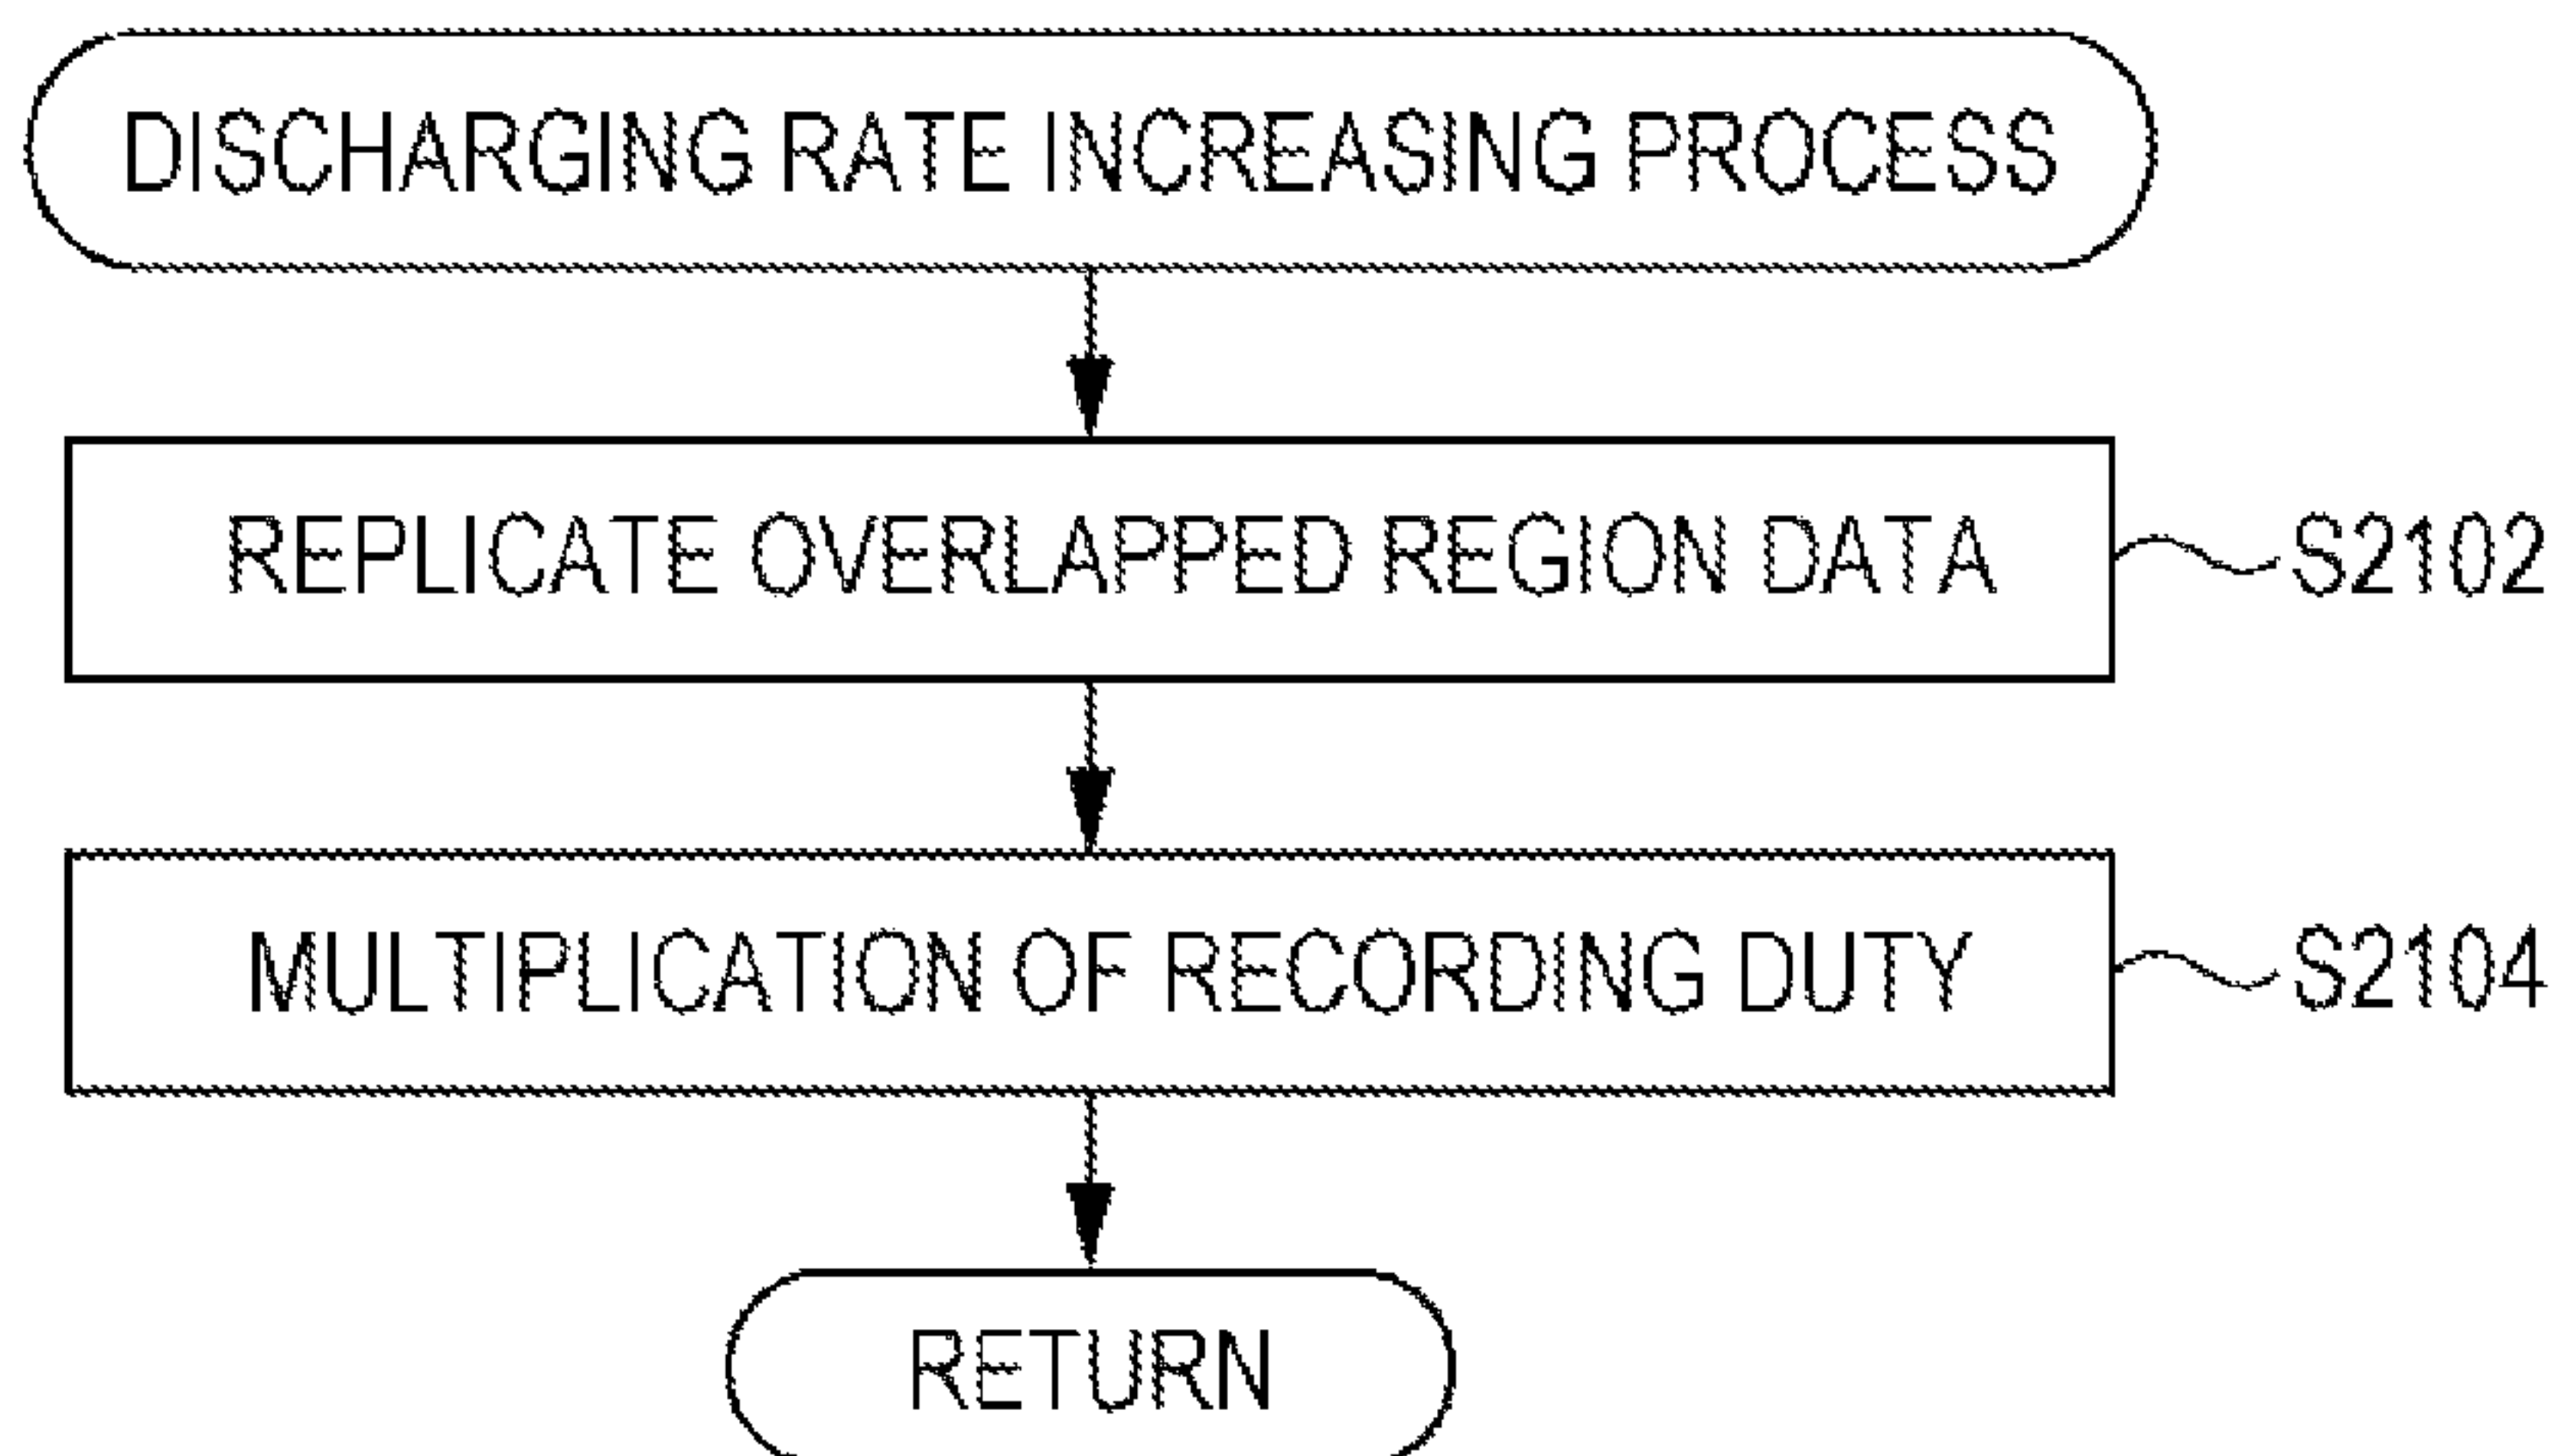 DISCHARGING RATE INCREASING PROCESS
REPLICATE OVERLAPPED REGION DATA
S2102
MULTIPLICATION OF RECORDING DUTY
S2104
RETURN